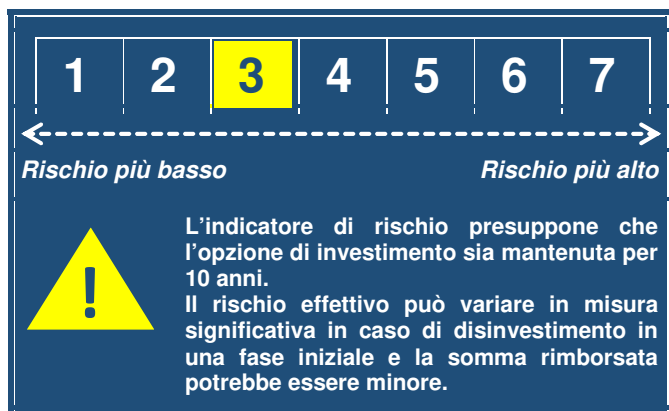 1 2 3 4 5 6 7
Rischio più basso Rischio più alto
!
L'indicatore di rischio presuppone che
l'opzione di investimento sia mantenuta per
10 anni.
Il rischio effettivo può variare in misura
significativa in caso di disinvestimento in
una fase iniziale e la somma rimborsata
potrebbe essere minore.